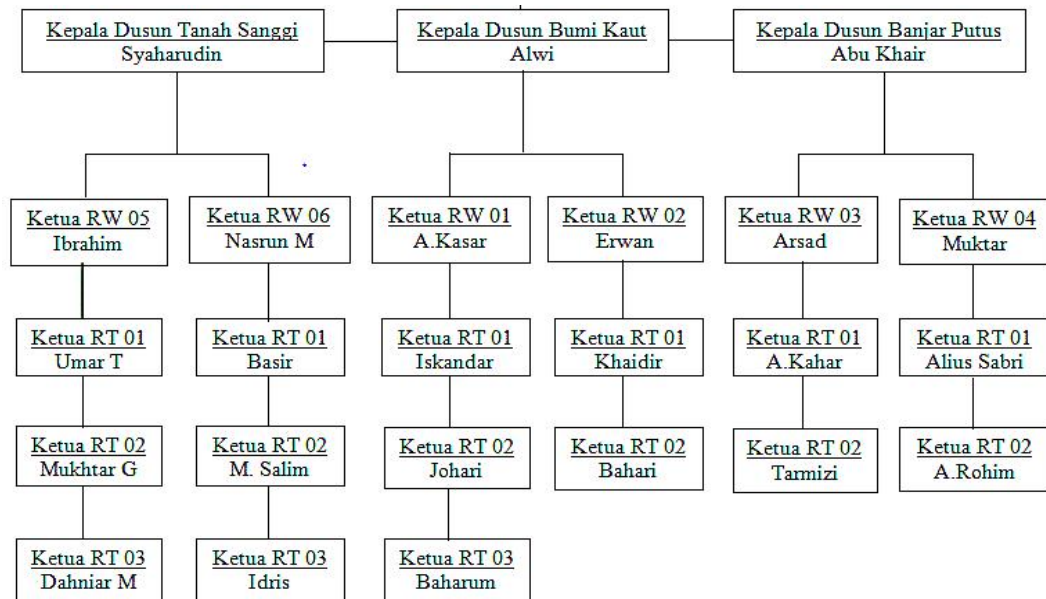 Kepala Dusun Tanah Sanggi
Syaharudin
Kepala Dusun Bumi Kaut
Alwi
Kepala Dusun Banjar Putus
Abu Khair
Ketua RW 05
Ibrahim
Ketua RW 06
Nasrun M
Ketua RW 01
A.Kasar
Ketua RW 02
Erwan
Ketua RW 03
Arsad
Ketua RW 04
Muktar
Ketua RT 01
Umar T
Ketua RT 01
Basir
Ketua RT 01
Iskandar
Ketua RT 01
Khaidir
Ketua RT 01
A.Kahar
Ketua RT 01
Alius Sabri
Ketua RT 02
Mukhtar G
Ketua RT 02
M. Salim
Ketua RT 02
Johari
Ketua RT 02
Bahari
Ketua RT 02
Tarmizi
Ketua RT 02
A.Rohim
Ketua RT 03
Dahniar M
Ketua RT 03
Idris
Ketua RT 03
Baharum